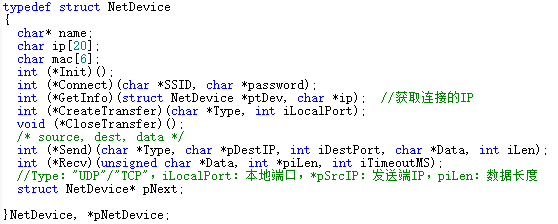 typedef struct NetDevice
{
char* name;
char ip[20];
char mac[6];
int (*Init)();
int (*Connect)(char *SSID, char *password);
int (*GetInfo)(struct NetDevice *ptDev, char *ip);  //获取连接的IP
int (*CreateTransfer)(char *Type, int iLocalPort);
void (*CloseTransfer)();
/* source, dest, data */
int (*Send)(char *Type, char *pDestIP, int iDestPort, char *Data, int iLen);
int (*Recv)(unsigned char *Data, int *piLen, int iTimeoutMS);
//Type: "UDP"/"TCP", iLocalPort: 本地端口, *pSrcIP: 发送端IP, piLen: 数据长度
struct NetDevice* pNext;
}NetDevice, *pNetDevice;